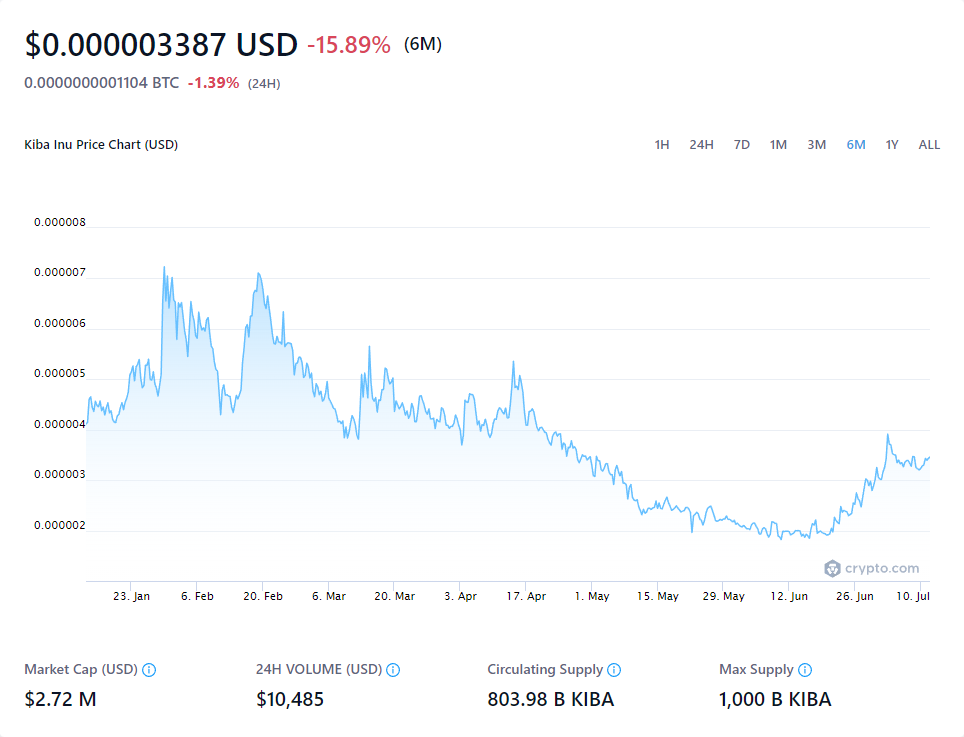 $0.000003387 USD -15.89% (6M)
0.0000000001104 BTC -1.39% (24H)
Kiba Inu Price Chart (USD) 1H 24H 7D 1M 3M 6M 1Y ALL
0.000008
0.000007
0.000006
0.000005
0.000004
0.000003
0.000002
crypto.com
23. Jan 6. Feb 20. Feb 6. Mar 20. Mar 3. Apr 17. Apr 1. May 15. May 29. May 12. Jun 26. Jun 10. Jul
Market Cap (USD) 24H VOLUME (USD) Circulating Supply Max Supply
$2.72 M $10,485 803.98 B KIBA 1,000 B KIBA